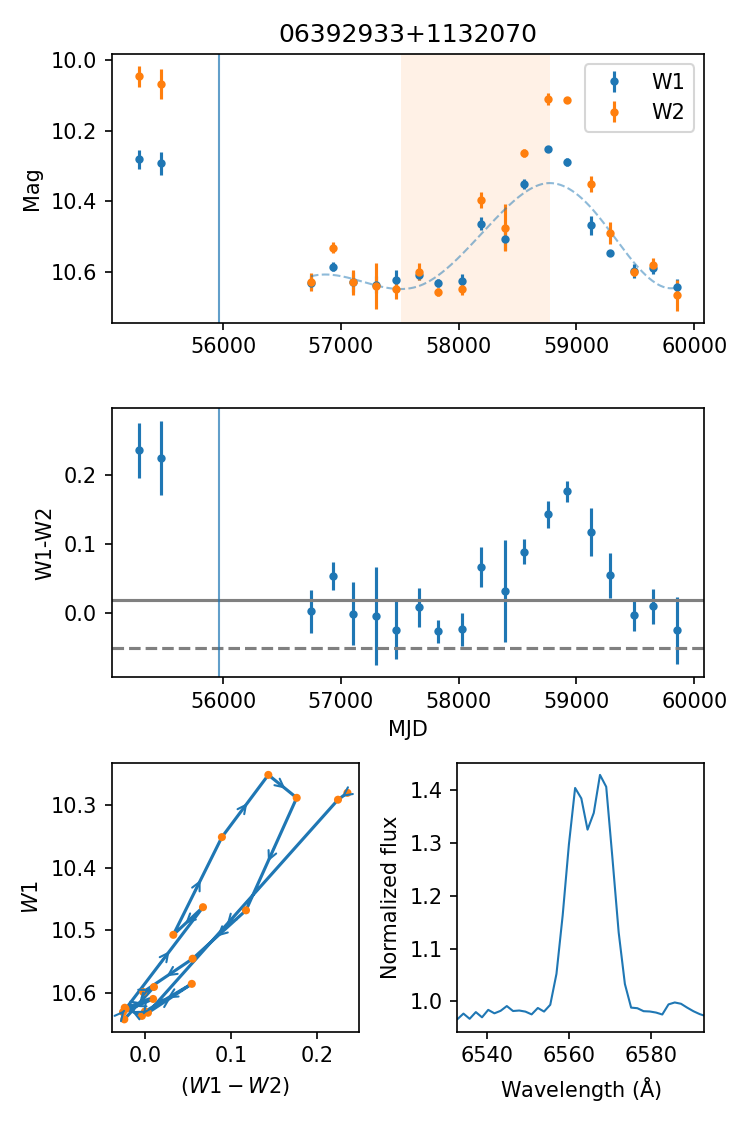 06392933+1132070
Mag
10.0
10.2
10.4
10.6
W1
W2
56000 57000 58000 59000 60000
W1-W2
0.2
0.1
0.0
56000 57000 58000 59000 60000
MJD
W1
10.3
10.4
10.5
10.6
0.0 0.1 0.2
(W1 − W2)
Normalized flux
1.4
1.3
1.2
1.1
1.0
6540 6560 6580
Wavelength (Å)